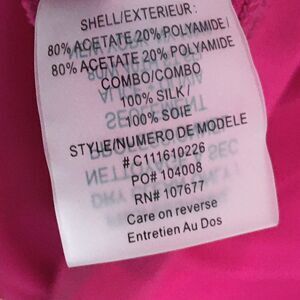 SHELL/EXTERIEUR:
80% ACETATE 20% POLYAMIDE/
80% ACETATE 20% POLYAMIDE
COMBO/COMBO
100% SILK/
100% SOIE
STYLE/NUMERO DE MODELE
# C111610226
PO# 104008
RN# 107677
Care on reverse
Entretien Au Dos